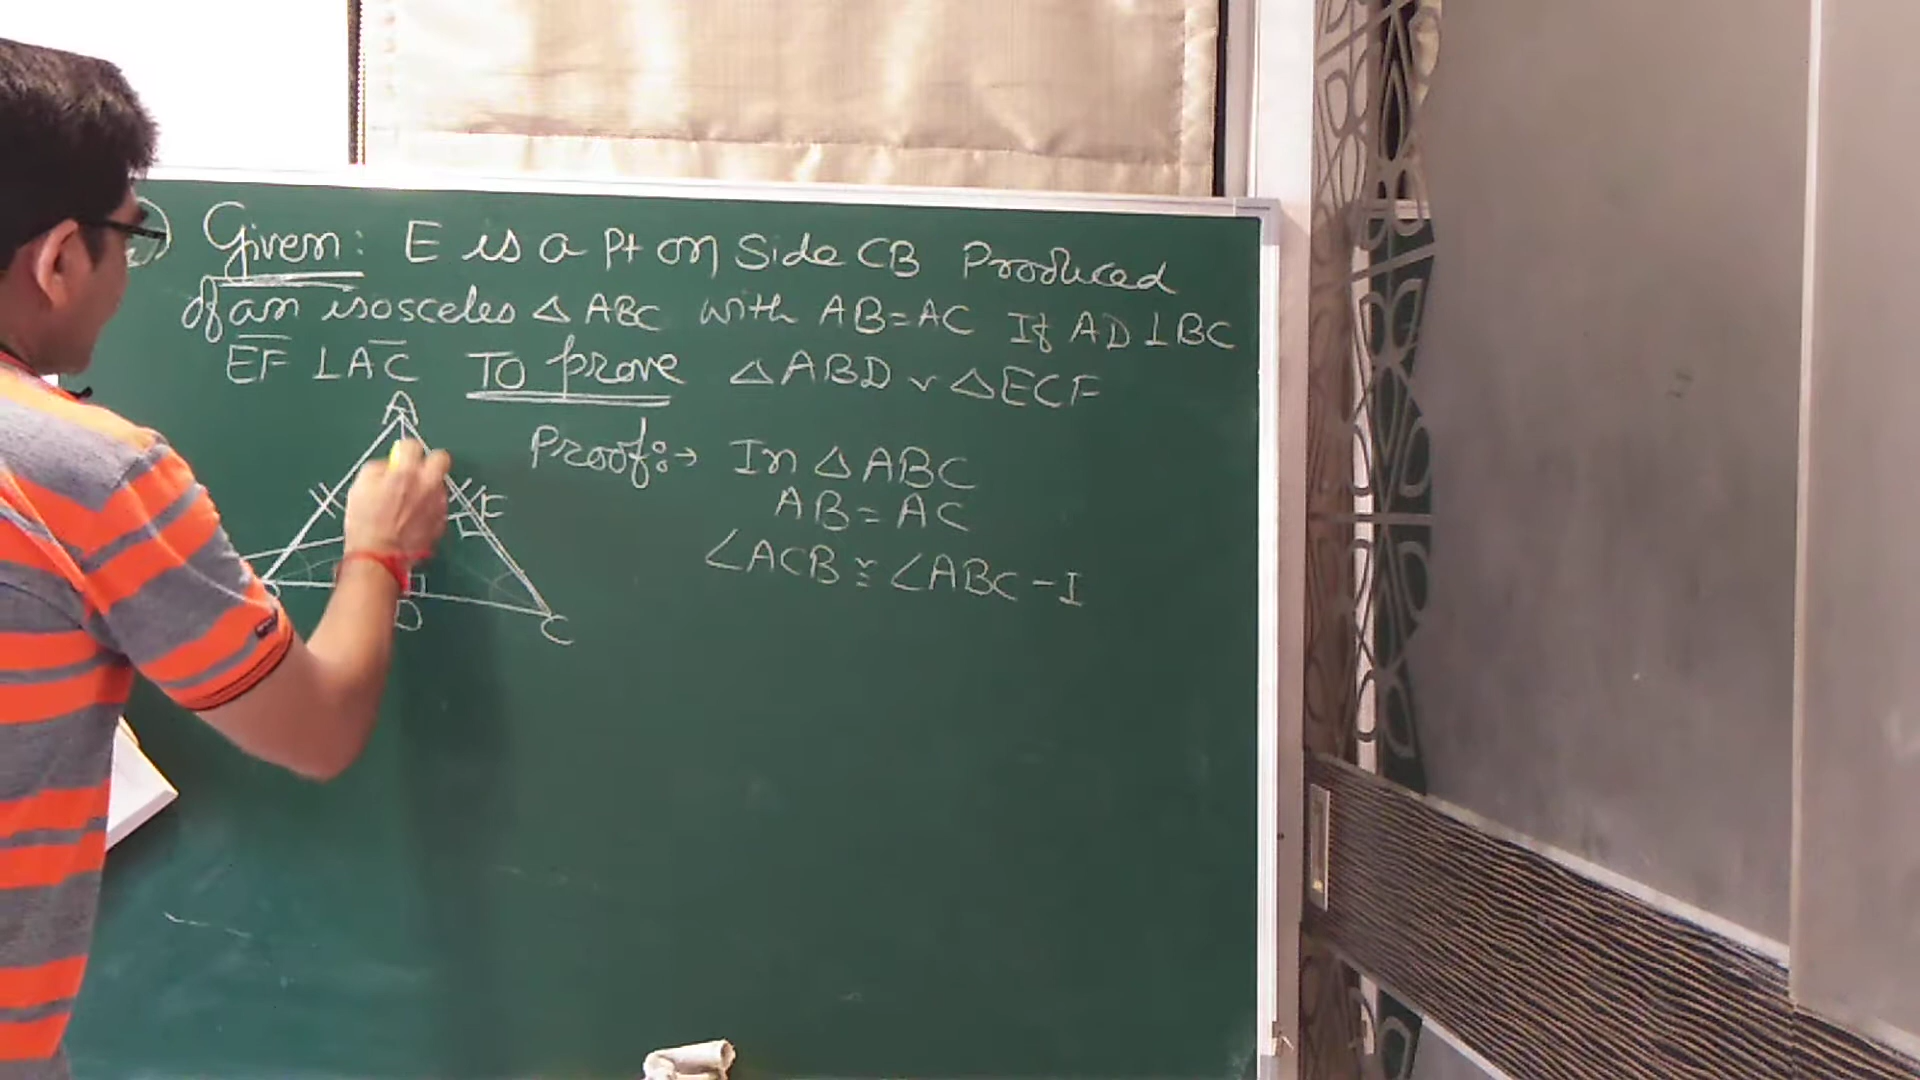 Given: E is a Pt on Side CB Produced
of an isosceles △ ABC with AB=AC If AD ⊥ BC
EF ⊥ AC To prove △ABD ~ △ECF
A
Proof:→ In △ABC
AB = AC
F
∠ACB ≅ ∠ABC - I
D
C